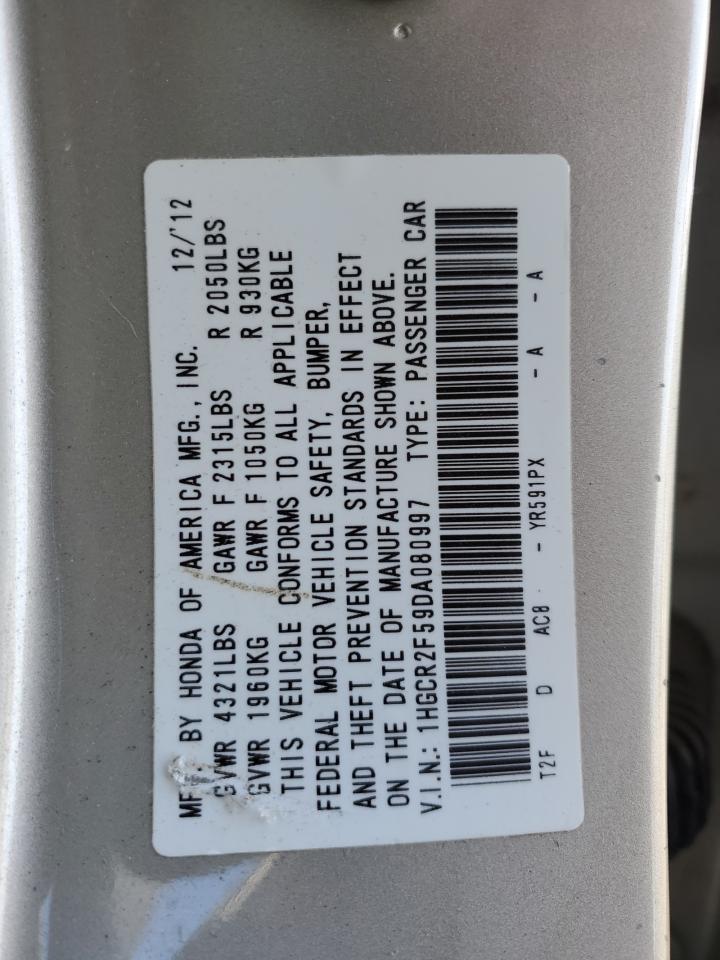 MFD. BY HONDA OF AMERICA MFG., INC. 12/'12
GVWR 4321LBS GAWR F 2315LBS R 2050LBS
GVWR 1960KG GAWR F 1050KG R 930KG
THIS VEHICLE CONFORMS TO ALL APPLICABLE
FEDERAL MOTOR VEHICLE SAFETY, BUMPER,
AND THEFT PREVENTION STANDARDS IN EFFECT
ON THE DATE OF MANUFACTURE SHOWN ABOVE.
V.I.N.: 1HGCR2F59DA080997 TYPE: PASSENGER CAR
T2F D AC8 - YR591PX - A - A